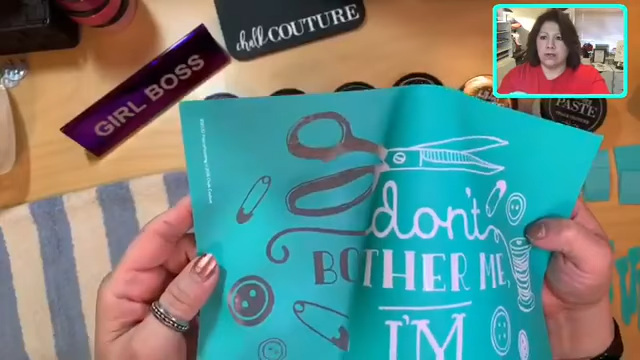 chalk COUTURE
GIRL BOSS
PASTE
don't
BOTHER ME,
I'M